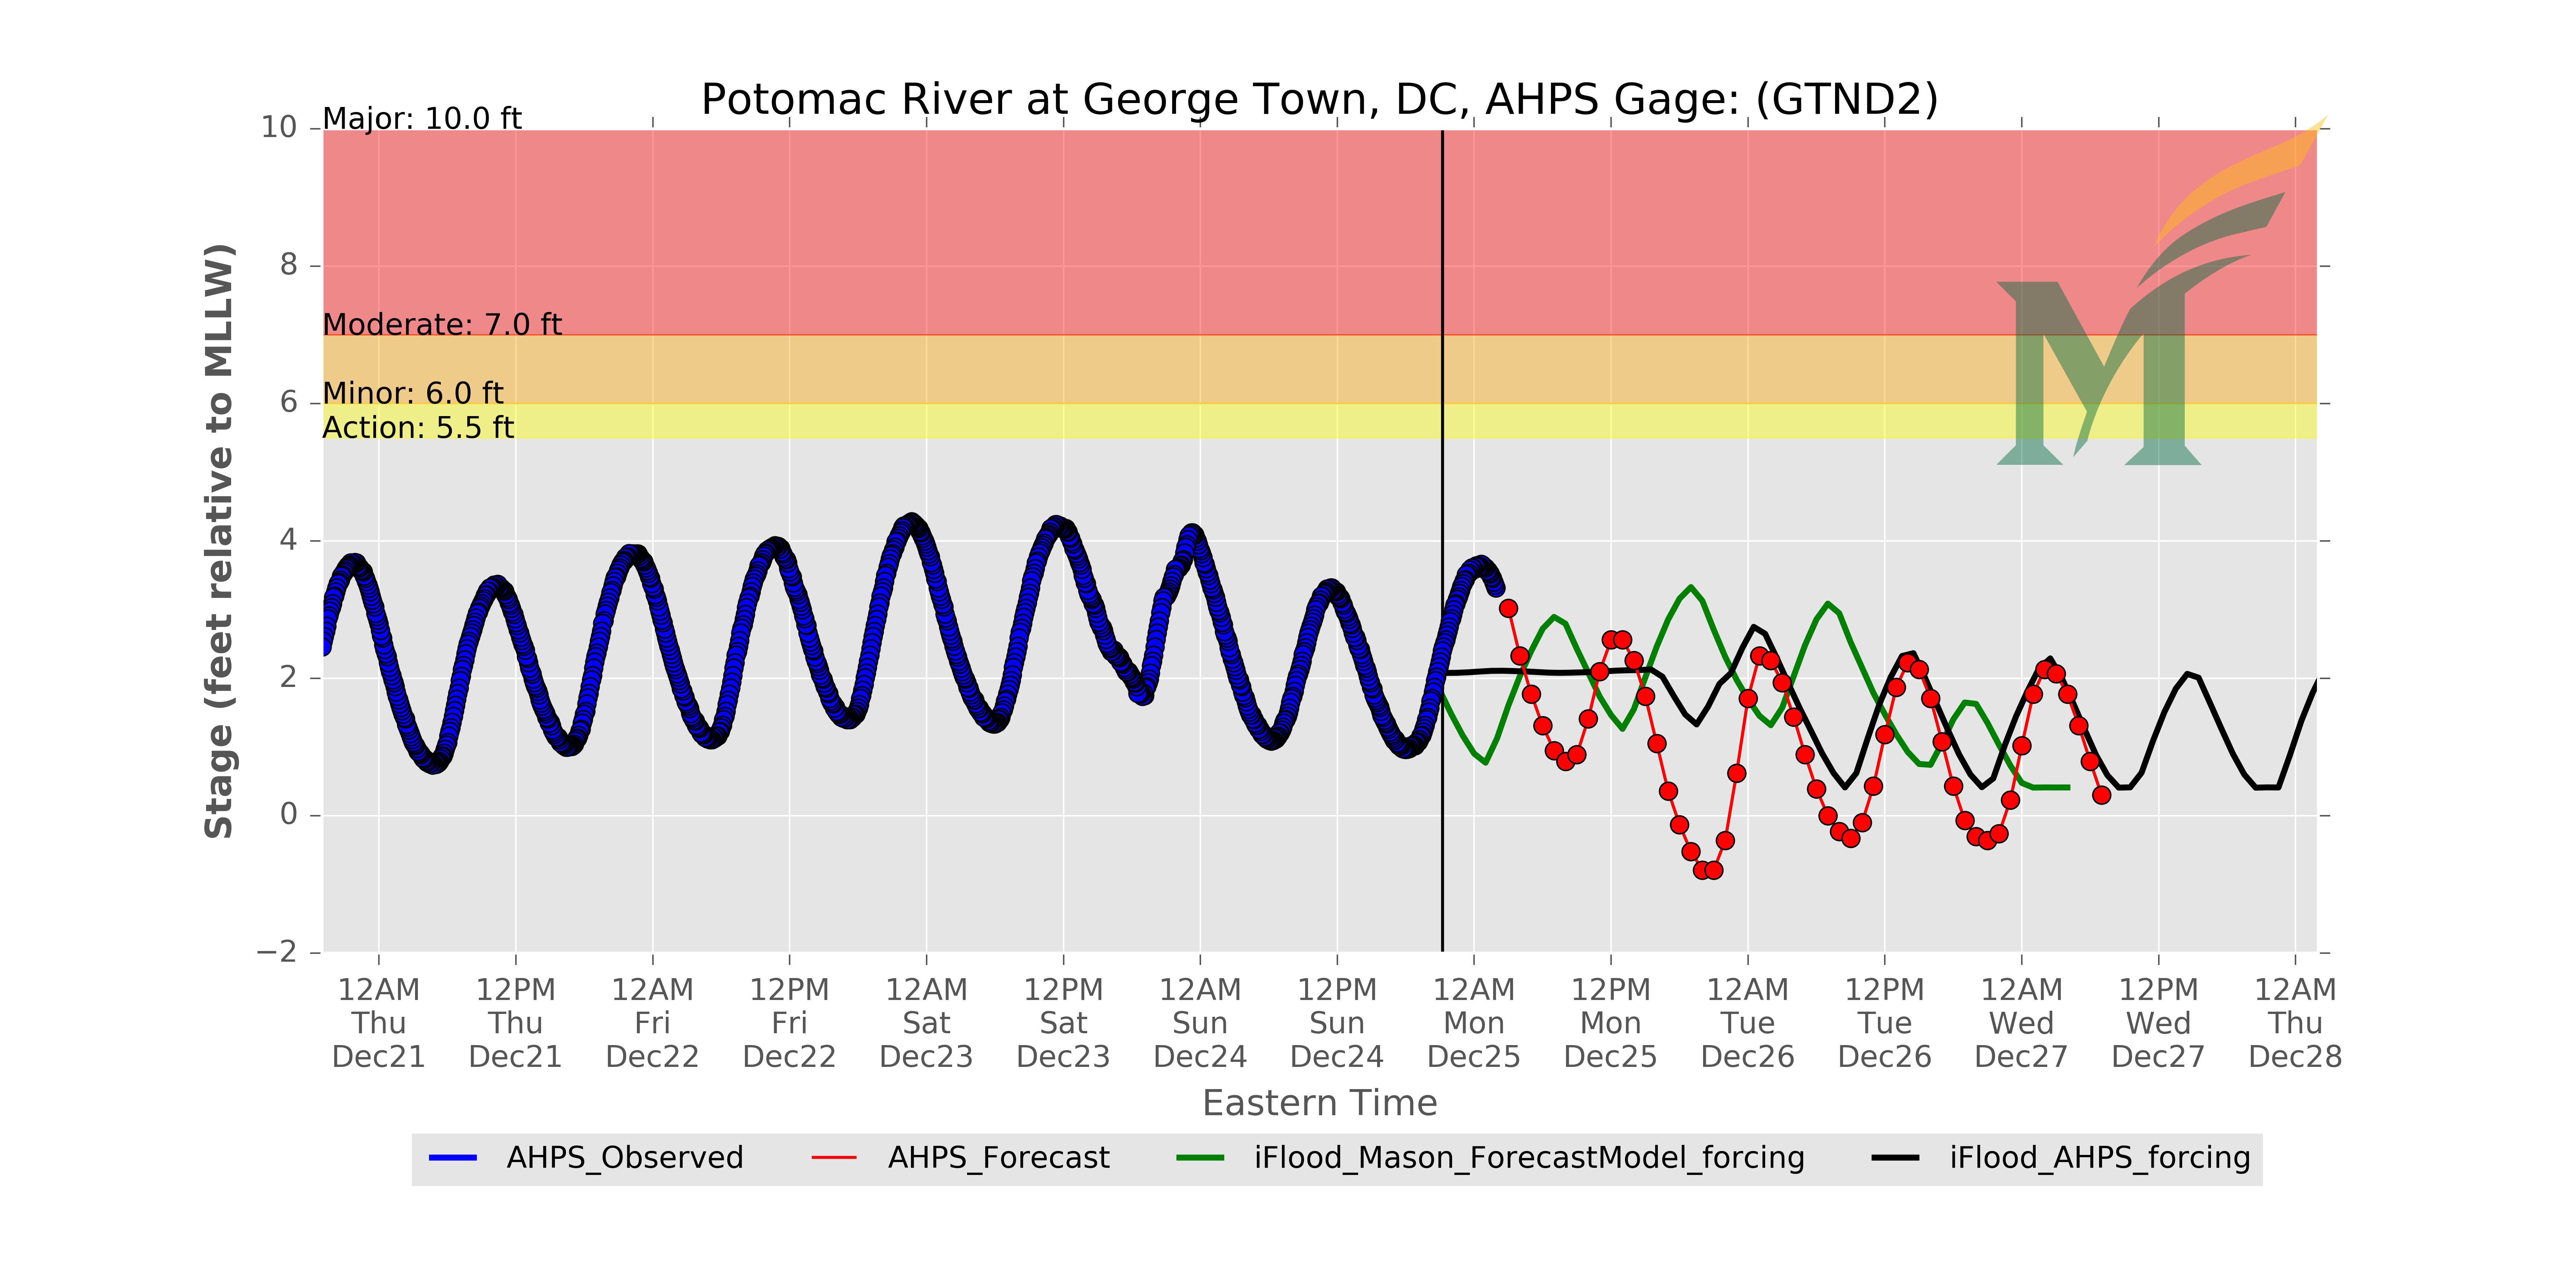 Potomac River at George Town, DC, AHPS Gage: (GTND2)
Major: 10.0 ft
Moderate: 7.0 ft
Minor: 6.0 ft
Action: 5.5 ft
10
8
6
4
2
0
−2
Stage (feet relative to MLLW)
12AM 12PM 12AM 12PM 12AM 12PM 12AM 12PM 12AM 12PM 12AM 12PM 12AM 12PM 12AM
Thu Thu Fri Fri Sat Sat Sun Sun Mon Mon Tue Tue Wed Wed Thu
Dec21 Dec21 Dec22 Dec22 Dec23 Dec23 Dec24 Dec24 Dec25 Dec25 Dec26 Dec26 Dec27 Dec27 Dec28
Eastern Time
AHPS_Observed AHPS_Forecast iFlood_Mason_ForecastModel_forcing iFlood_AHPS_forcing